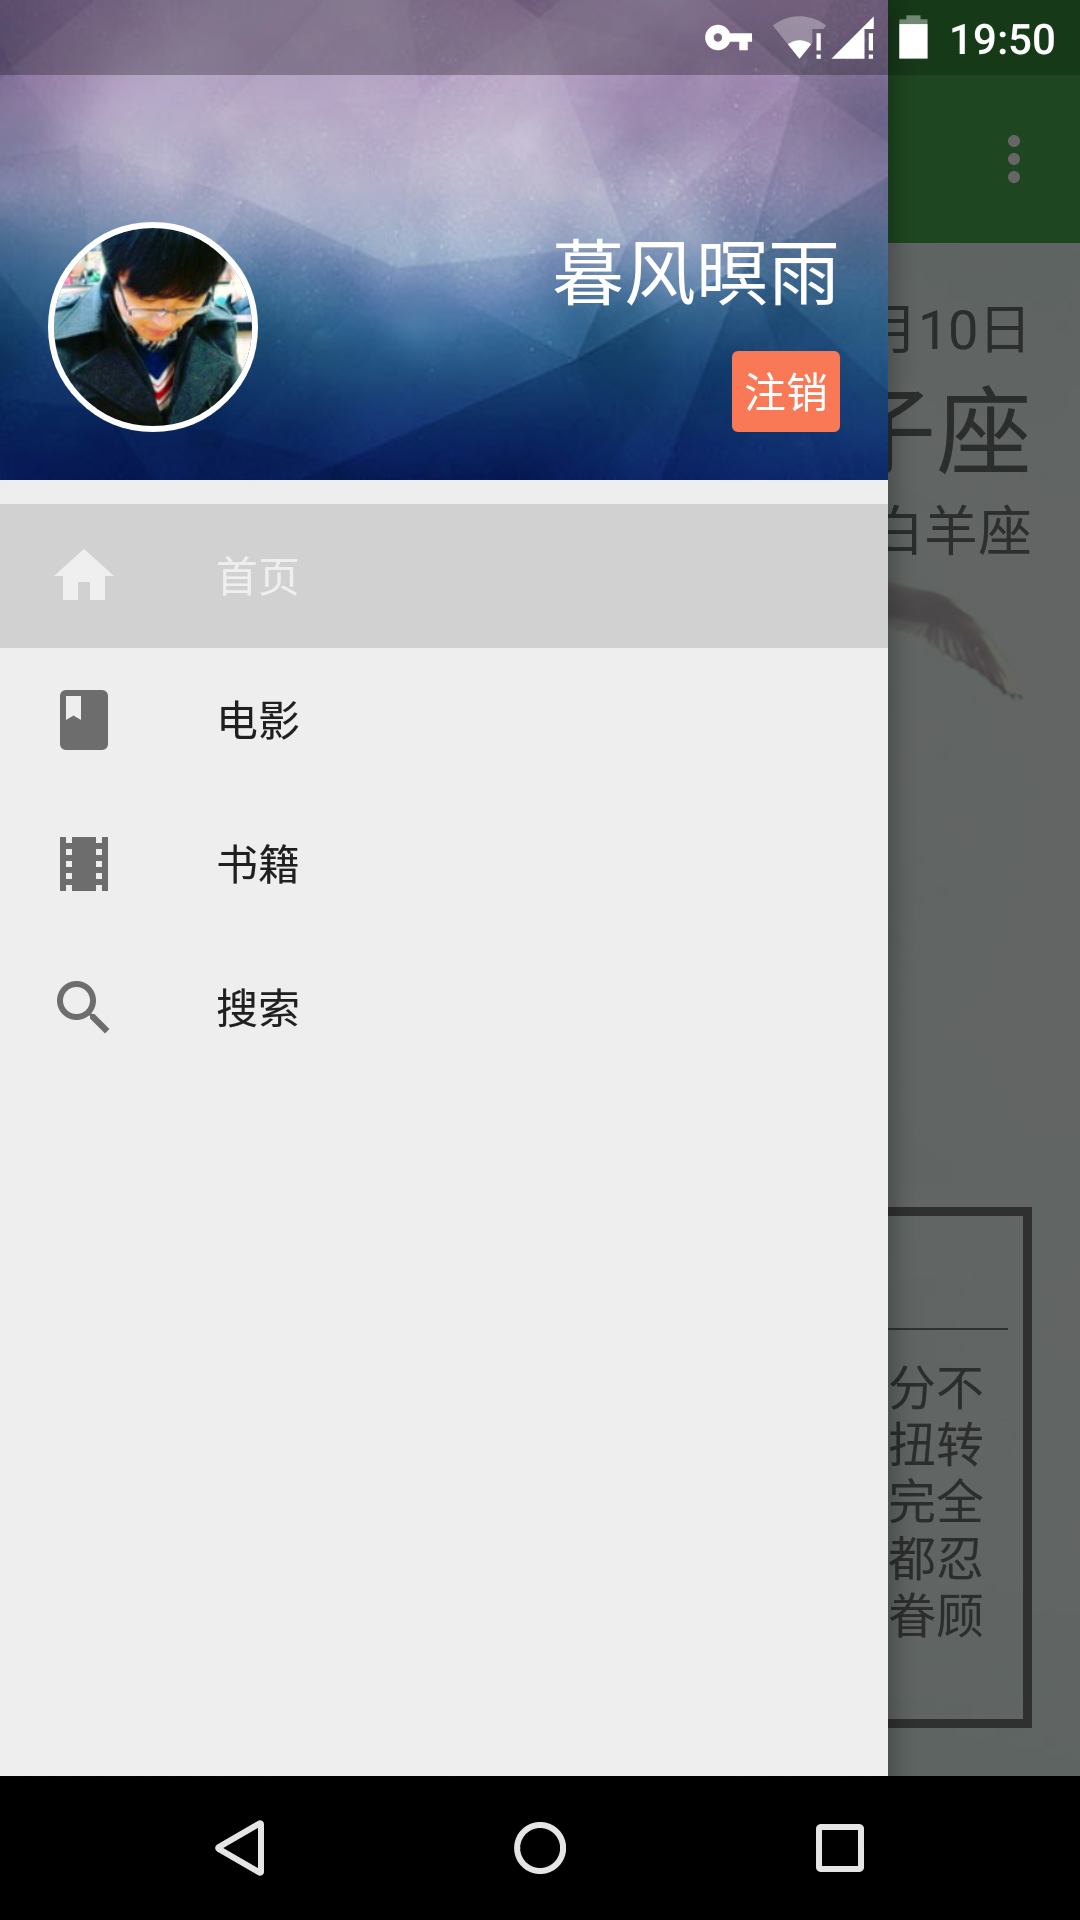 19:50
暮风暝雨
注销
月10日
子座
白羊座
首页
电影
书籍
搜索
分不
扭转
完全
都忍
眷顾